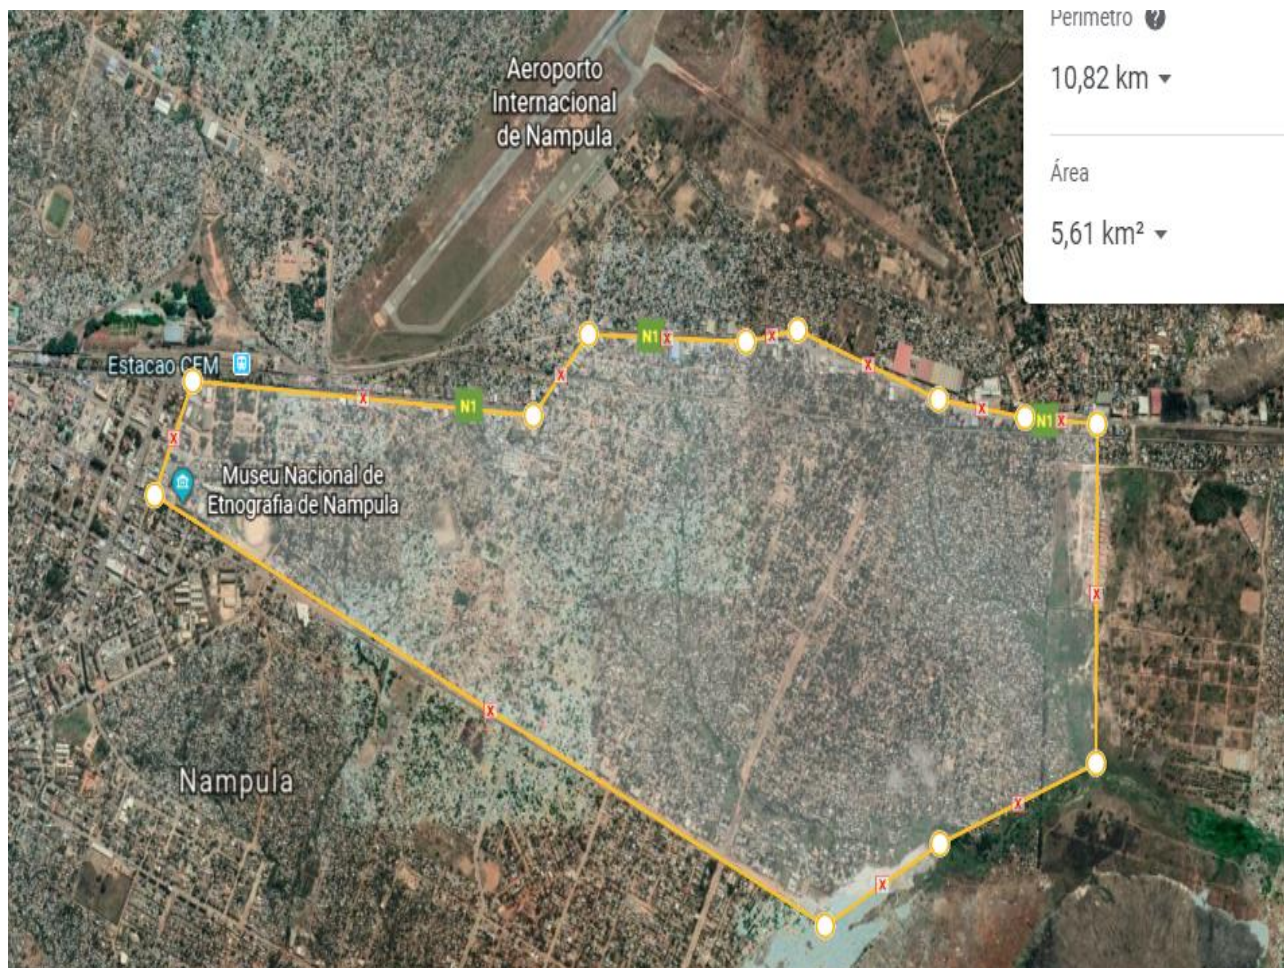 Perímetro ?
10,82 km
Área
5,61 km²
Aeroporto
Internacional
de Nampula
N1
Estacao CFM
N1
N1
Museu Nacional de
Etnografia de Nampula
Nampula
X
X
X
X
X
X
X
X
X
X
X
X